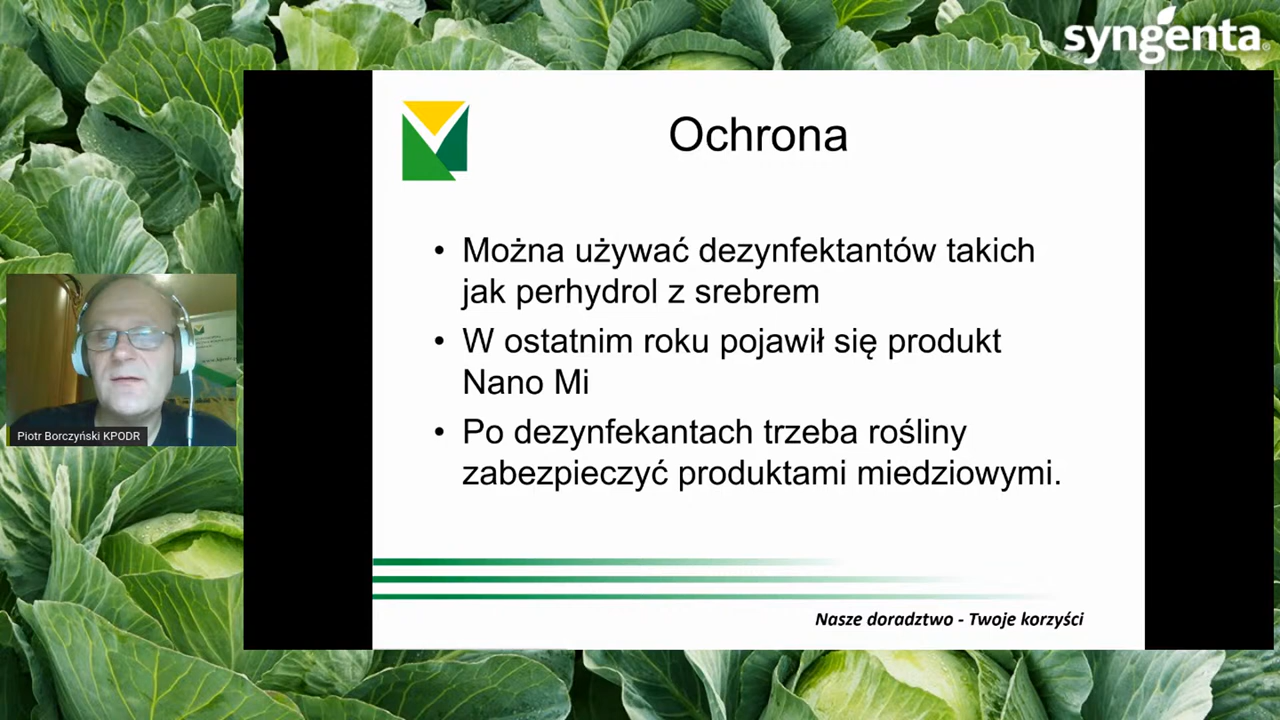 syngenta
Ochrona
• Można używać dezynfektantów takich
jak perhydrol z srebrem
• W ostatnim roku pojawił się produkt
Nano Mi
• Po dezynfekantach trzeba rośliny
zabezpieczyć produktami miedziowymi.
Piotr Borczyński KPODR
Nasze doradztwo - Twoje korzyści